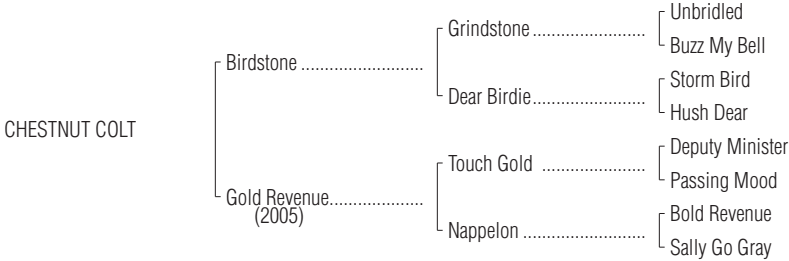 Unbridled
Grindstone ........................
Buzz My Bell
Birdstone ..........................
Storm Bird
Dear Birdie........................
Hush Dear
CHESTNUT COLT
Deputy Minister
Touch Gold ......................
Passing Mood
Gold Revenue....................
(2005)
Bold Revenue
Nappelon ..........................
Sally Go Gray